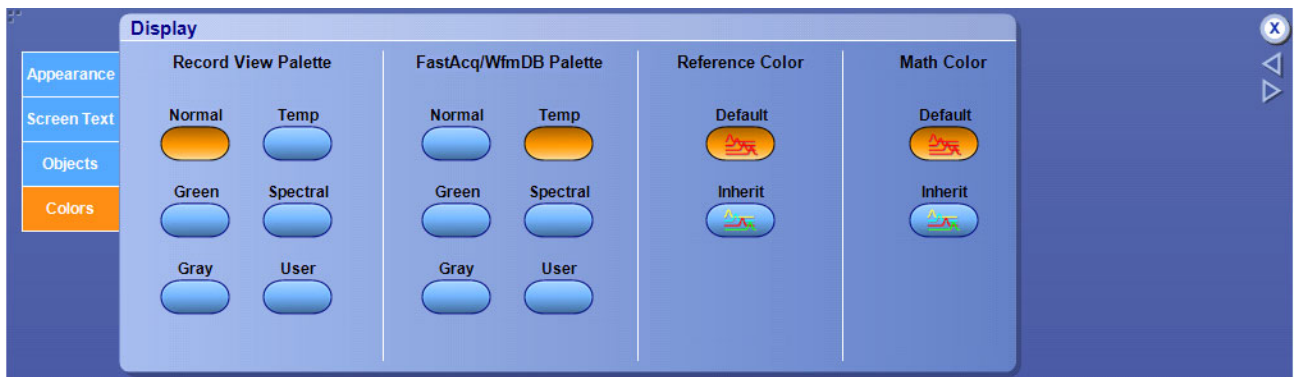 Display
X
Appearance
Screen Text
Objects
Colors
Record View Palette
Normal Temp
Green Spectral
Gray User
FastAcq/WfmDB Palette
Normal Temp
Green Spectral
Gray User
Reference Color
Default
Inherit
Math Color
Default
Inherit